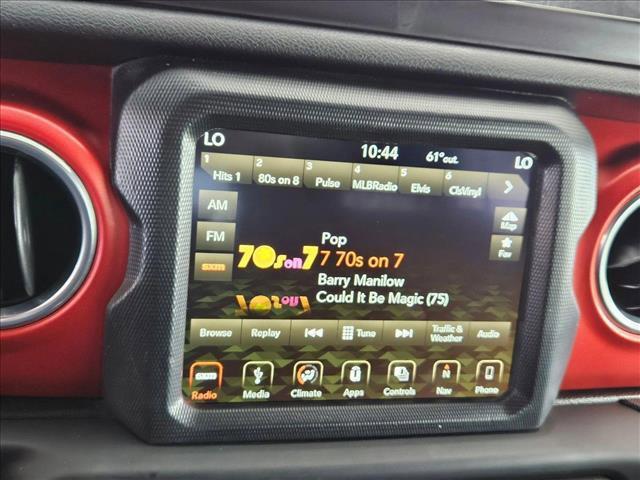 LO 10:44 61°out. LO
1 Hits 1 2 80s on 8 3 Pulse 4 MLBRadio 5 Elvis 6 ClsVinyl
AM
FM
sxm
Map
Fav
Pop
70s on 7 7 70s on 7
Barry Manilow
Could It Be Magic (75)
Browse Replay Tune Traffic & Weather Audio
sxm
Radio Media Climate Apps Controls Nav Phone